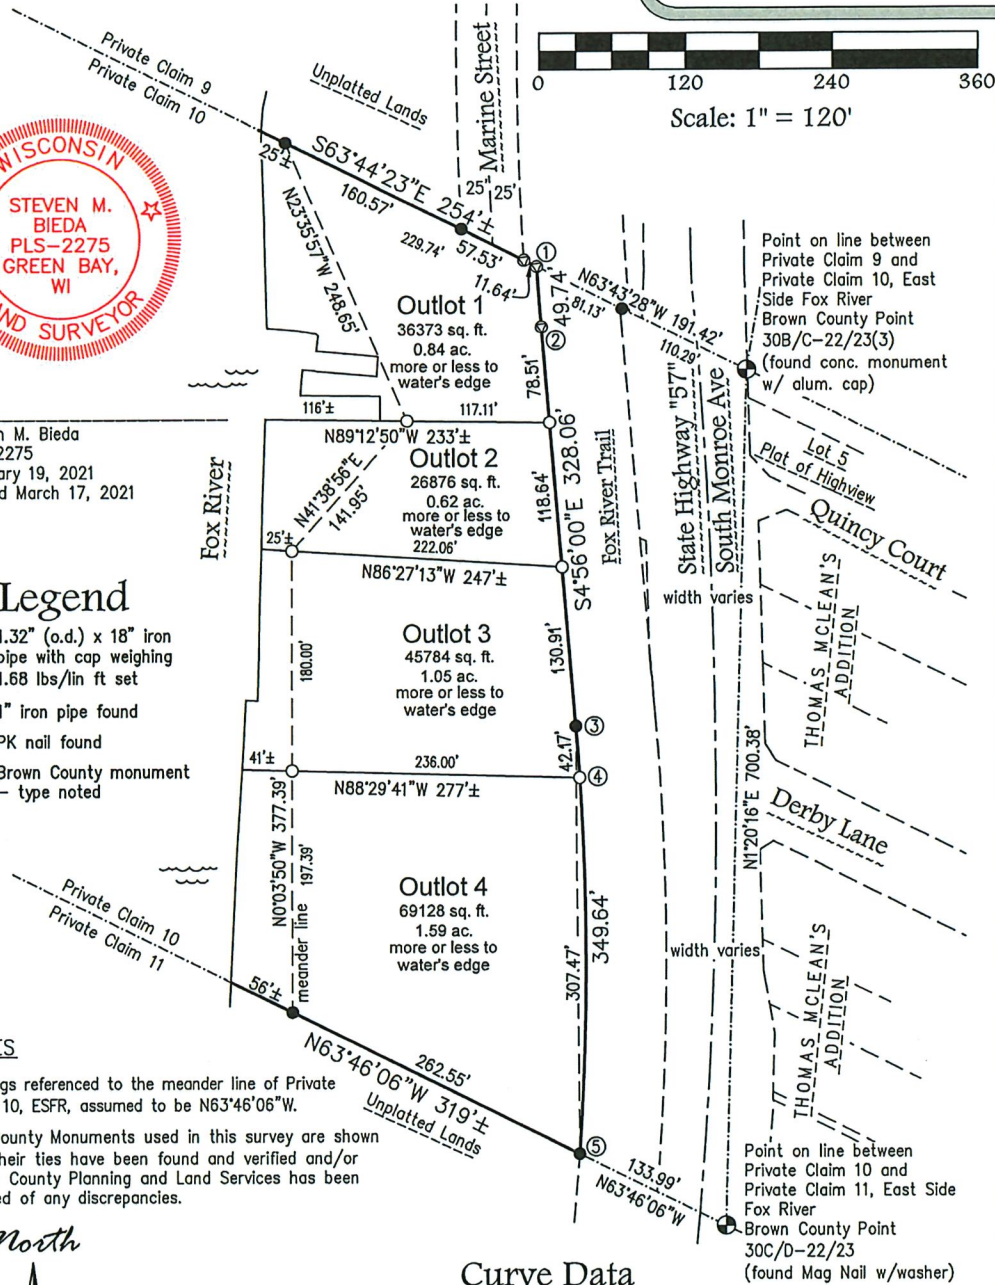 Private Claim 9
Private Claim 10
Unplatted Lands
Marine Street
0 120 240 360
Scale: 1" = 120'
WISCONSIN
STEVEN M.
BIEDA
PLS-2275
GREEN BAY,
WI
ND SURVEYOR
25'±
S63°44'23"E 254'±
160.57'
229.74'
57.53'
25' 25'
11.64'
1
49.74'
2
N23°35'57"W 248.65'
Outlot 1
36373 sq. ft.
0.84 ac.
more or less to
water's edge
78.51'
N63°43'28"W 191.42'
81.13'
110.29'
Point on line between
Private Claim 9 and
Private Claim 10, East
Side Fox River
Brown County Point
30B/C-22/23(3)
(found conc. monument
w/ alum. cap)
116'±
117.11'
N89°12'50"W 233'±
M. Bieda
2275
ary 19, 2021
d March 17, 2021
Fox River
N41°38'56"E
141.95
Outlot 2
26876 sq. ft.
0.62 ac.
more or less to
water's edge
118.64'
S4°56'00"E 328.06'
Fox River Trail
State Highway "57"
South Monroe Ave
Lot 5
Plat of Highview
Quincy Court
25'±
222.06'
N86°27'13"W 247'±
width varies
THOMAS MCLEAN'S
ADDITION
Legend
1.32" (o.d.) x 18" iron
pipe with cap weighing
1.68 lbs/lin ft set
1" iron pipe found
PK nail found
Brown County monument
– type noted
180.00'
Outlot 3
45784 sq. ft.
1.05 ac.
more or less to
water's edge
130.91'
3
42.17'
4
41'±
236.00'
N88°29'41"W 277'±
N1°20'16"E 700.38'
Derby Lane
N0°03'50"W 377.39'
197.39'
meander line
Outlot 4
69128 sq. ft.
1.59 ac.
more or less to
water's edge
307.47'
349.64'
width varies
THOMAS MCLEAN'S
ADDITION
Private Claim 10
Private Claim 11
56'±
262.55'
N63°46'06"W 319'±
Unplatted Lands
5
133.99'
N63°46'06"W
Point on line between
Private Claim 10 and
Private Claim 11, East Side
Fox River
Brown County Point
30C/D-22/23
(found Mag Nail w/washer)
ES
gs referenced to the meander line of Private
10, ESFR, assumed to be N63°46'06"W.
ounty Monuments used in this survey are shown
heir ties have been found and verified and/or
County Planning and Land Services has been
ed of any discrepancies.
North
Curve Data